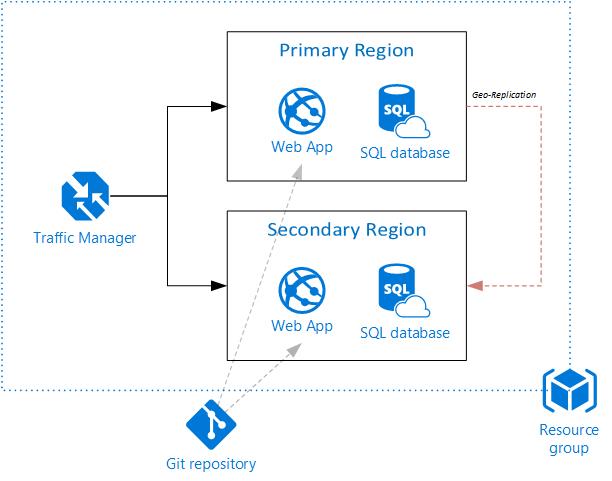 Primary Region
Geo-Replication
SQL
Web App
SQL database
Traffic Manager
Secondary Region
SQL
Web App
SQL database
Resource
group
Git repository